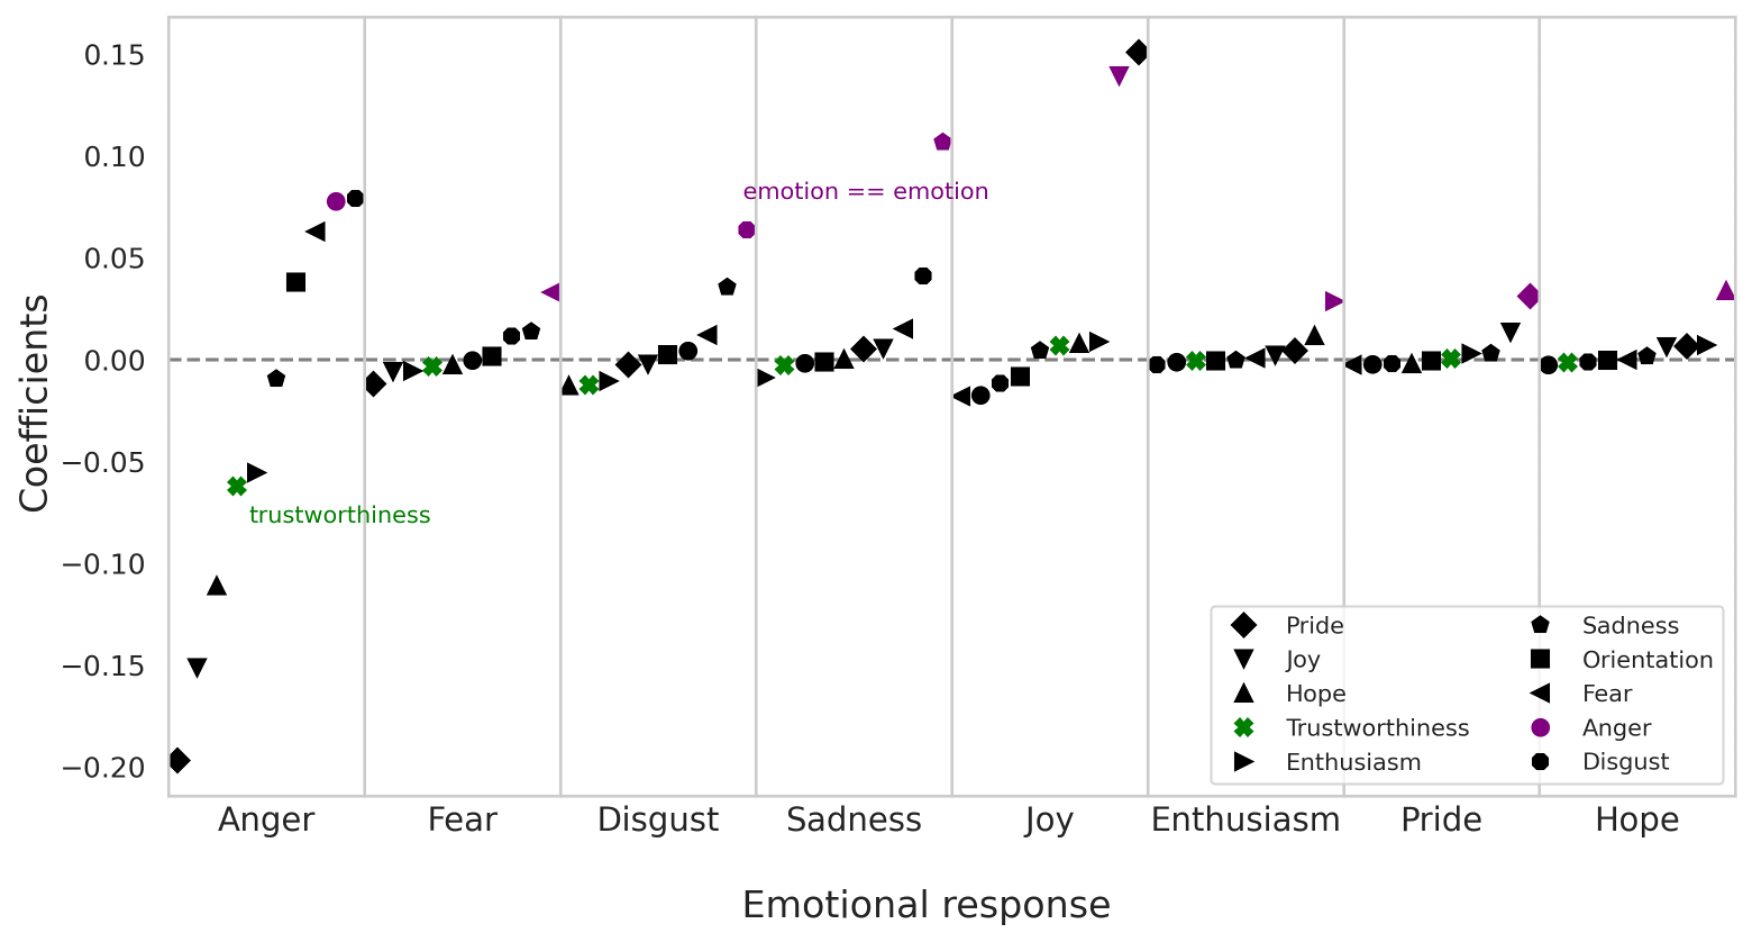 0.15
0.10
0.05
0.00
−0.05
−0.10
−0.15
−0.20
Coefficients
emotion == emotion
trustworthiness
Pride
Joy
Hope
Trustworthiness
Enthusiasm
Sadness
Orientation
Fear
Anger
Disgust
Anger Fear Disgust Sadness Joy Enthusiasm Pride Hope
Emotional response